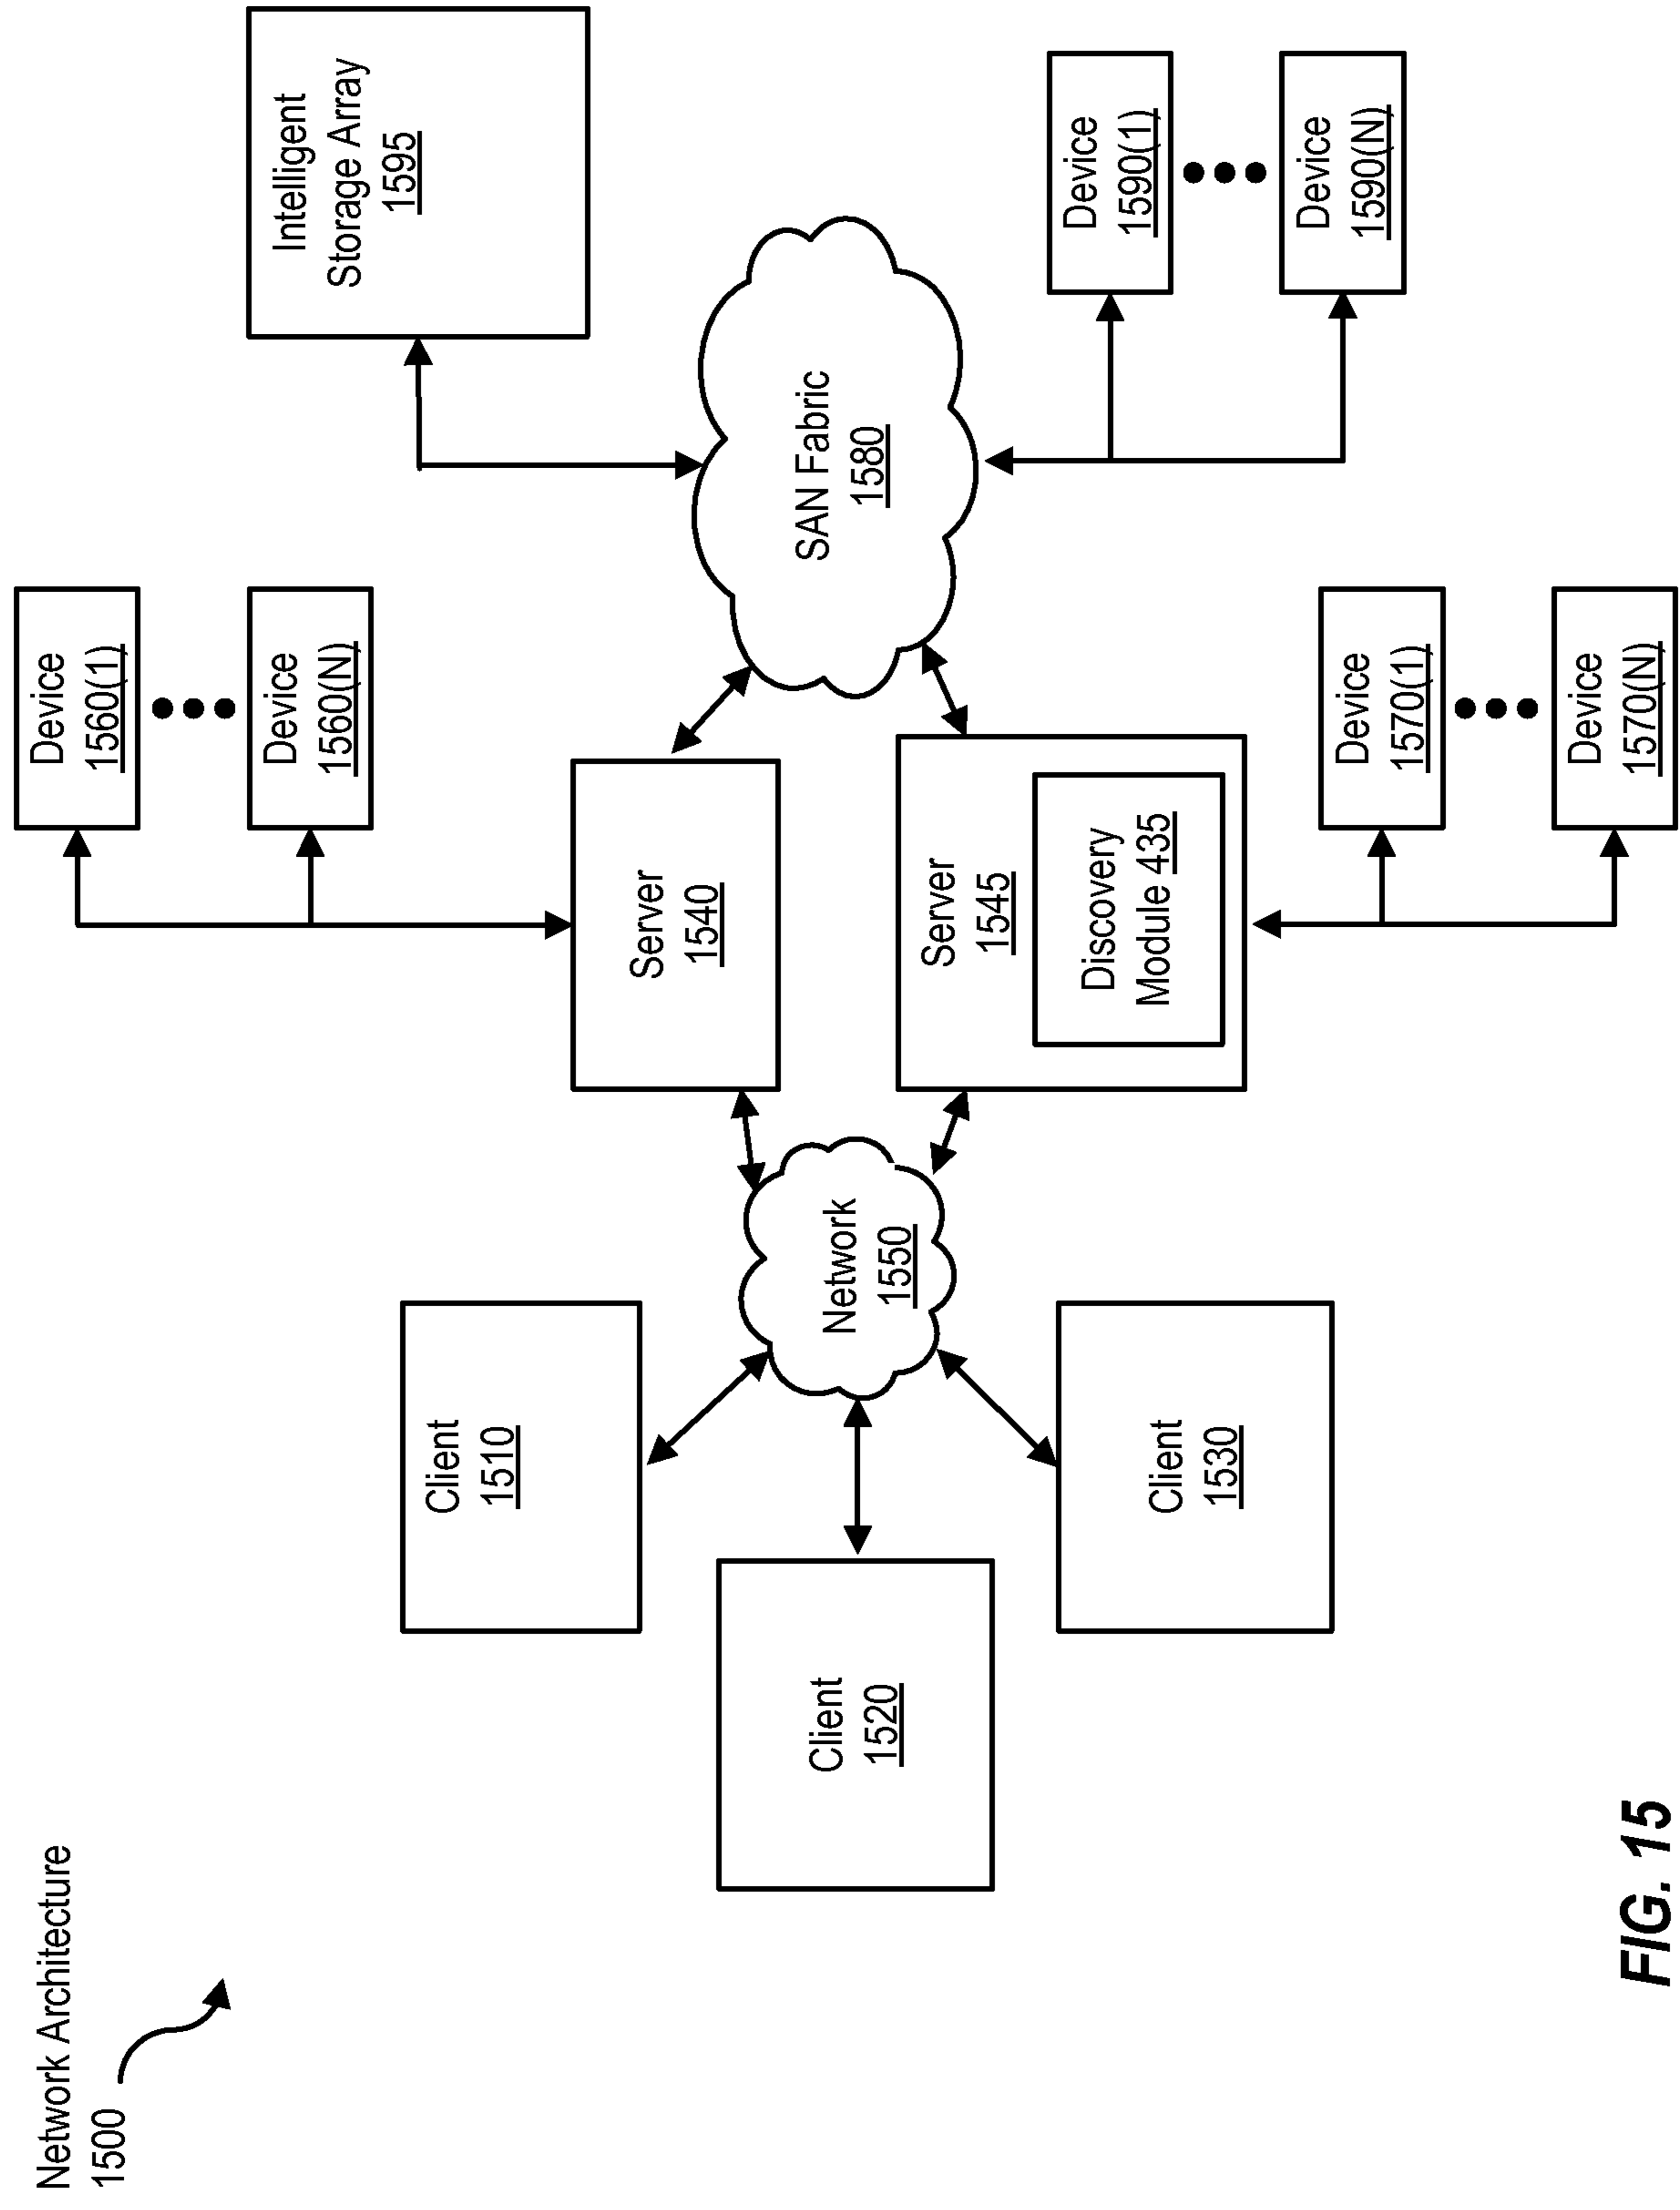 Network Architecture
1500
Device
1560(1)
Device
1560(N)
Intelligent
Storage Array
1595
Client
1510
Server
1540
Client
1520
Network
1550
SAN Fabric
1580
Server
1545
Discovery
Module 435
Client
1530
Device
1590(1)
Device
1590(N)
Device
1570(1)
Device
1570(N)
FIG. 15